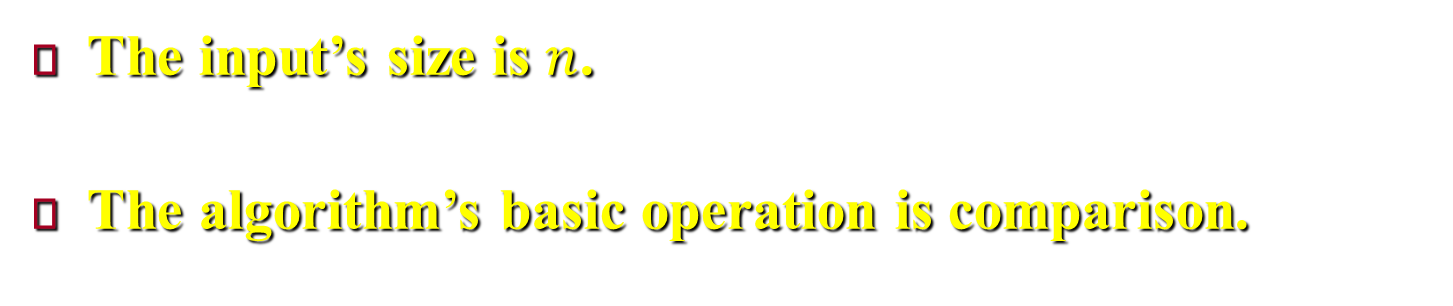 The input’s size is 𝑛.
The algorithm’s basic operation is comparison.